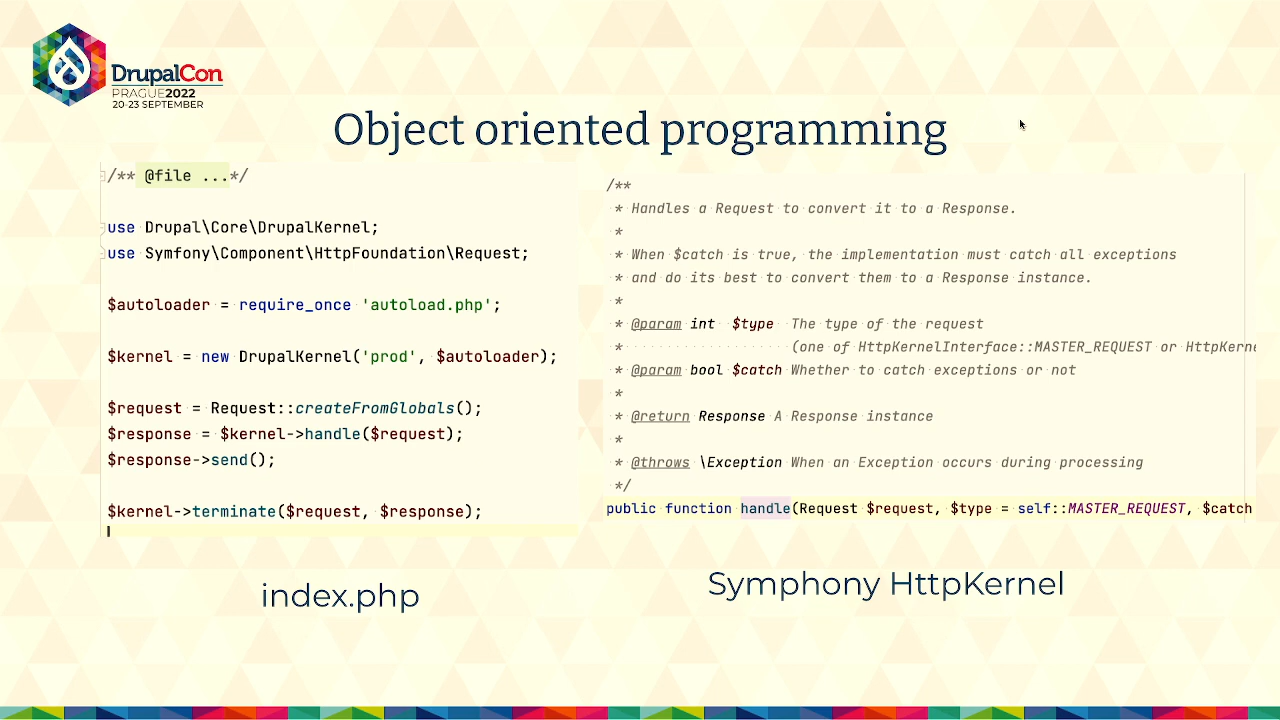 DrupalCon
PRAGUE2022
20-23 SEPTEMBER
Object oriented programming
/** @file ...*/
use Drupal\Core\DrupalKernel;
use Symfony\Component\HttpFoundation\Request;
$autoloader = require_once 'autoload.php';
$kernel = new DrupalKernel('prod', $autoloader);
$request = Request::createFromGlobals();
$response = $kernel->handle($request);
$response->send();
$kernel->terminate($request, $response);
index.php
/**
* Handles a Request to convert it to a Response.
*
* When $catch is true, the implementation must catch all exceptions
* and do its best to convert them to a Response instance.
*
* @param int $type The type of the request
* (one of HttpKernelInterface::MASTER_REQUEST or HttpKerne
* @param bool $catch Whether to catch exceptions or not
*
* @return Response A Response instance
*
* @throws \Exception When an Exception occurs during processing
*/
public function handle(Request $request, $type = self::MASTER_REQUEST, $catch
Symphony HttpKernel